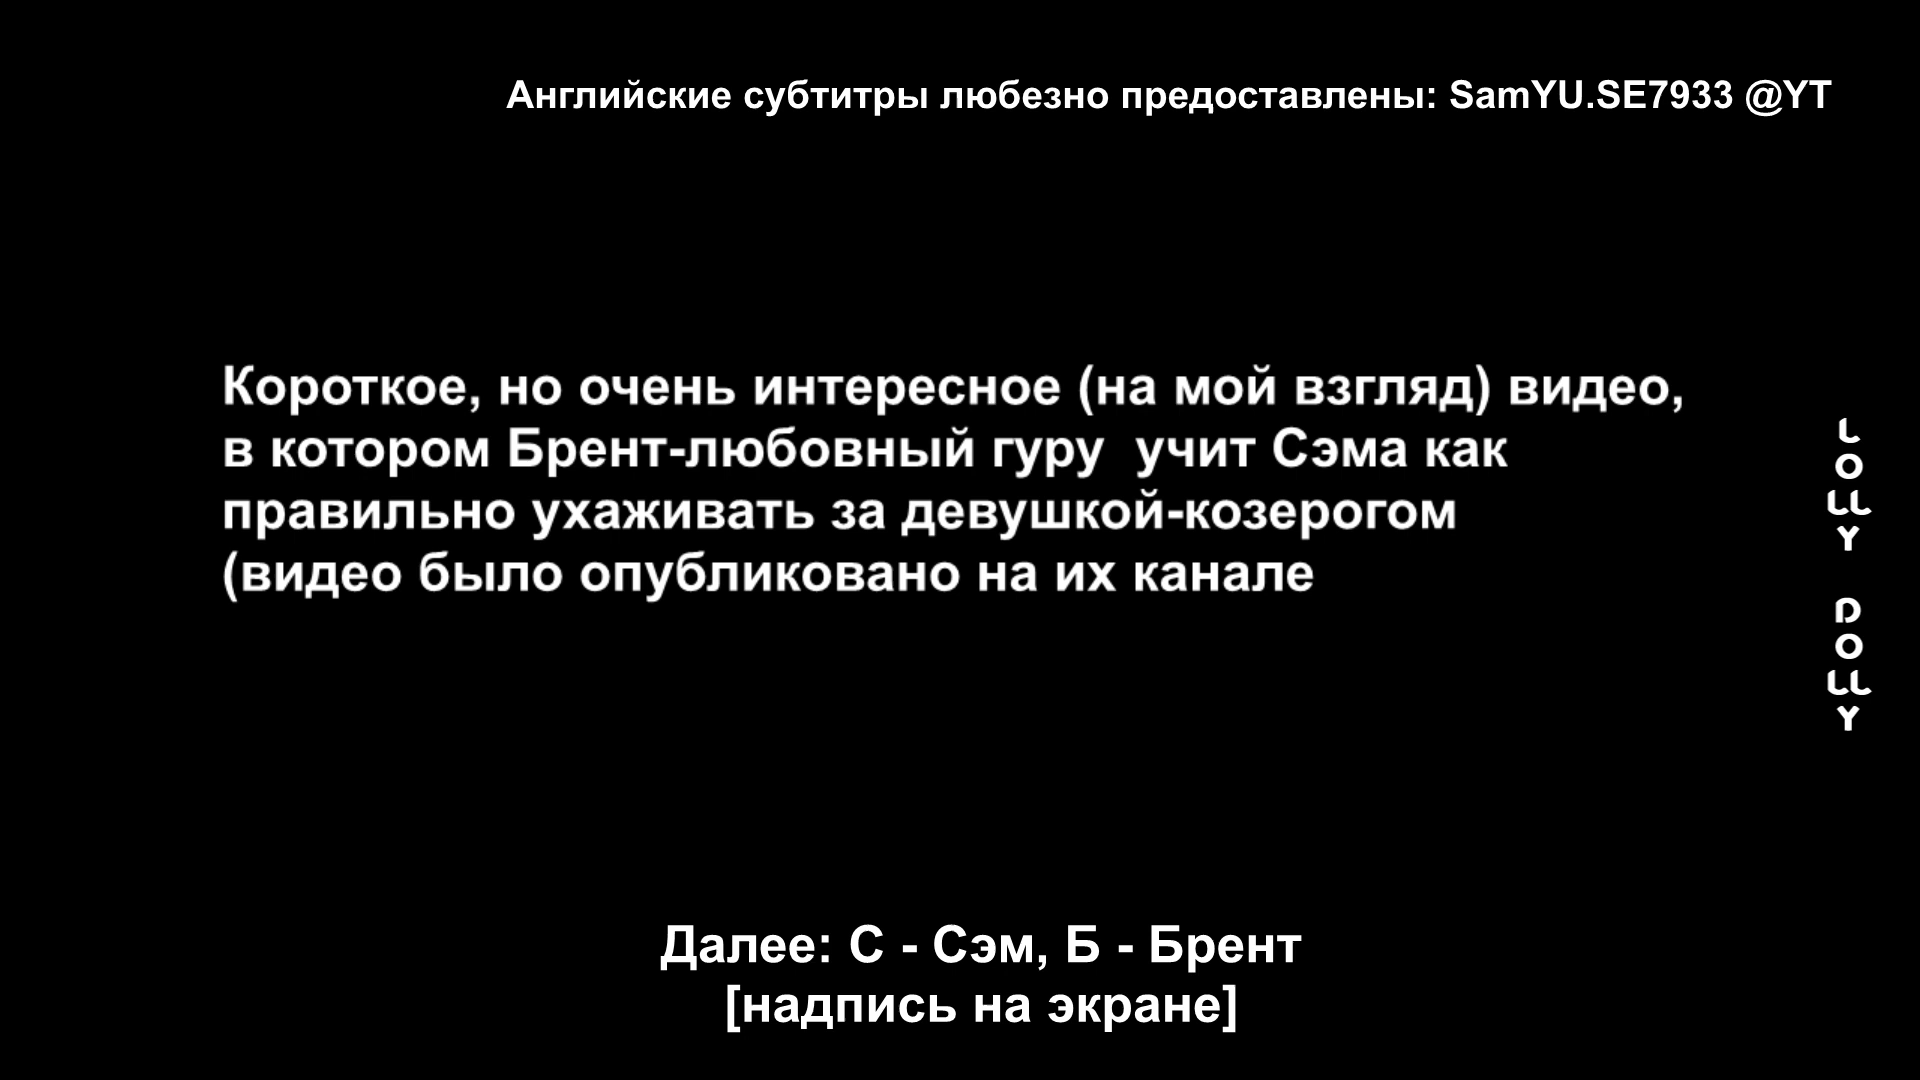 Английские субтитры любезно предоставлены: SamYU.SE7933 @YT
Короткое, но очень интересное (на мой взгляд) видео,
в котором Брент-любовный гуру  учит Сэма как
правильно ухаживать за девушкой-козерогом
(видео было опубликовано на их канале
LOLLY DOLLY
Далее: С - Сэм, Б - Брент
[надпись на экране]